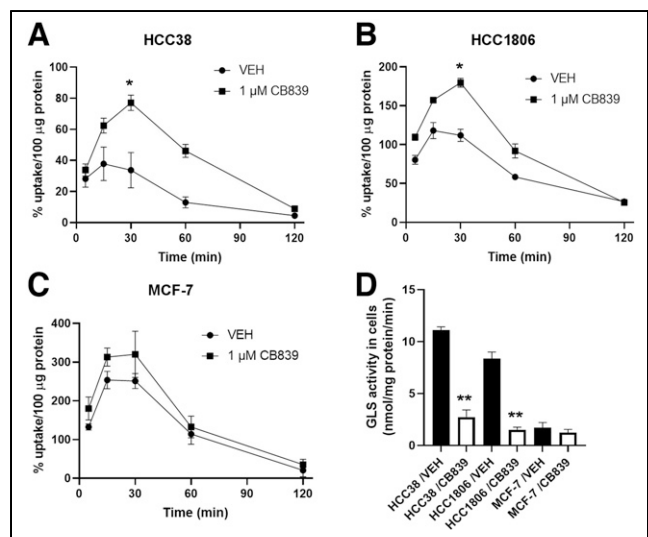 A
HCC38
VEH
1 μM CB839
*
% uptake/100 μg protein
100
80
60
40
20
0
0 30 60 90 120
Time (min)
B
HCC1806
VEH
1 μM CB839
*
% uptake/100 μg protein
200
150
100
50
0
0 30 60 90 120
Time (min)
C
MCF-7
VEH
1 μM CB839
% uptake/100 μg protein
400
300
200
100
0
0 30 60 90 120
Time (min)
D
GLS activity in cells
(nmol/mg protein/min)
15
10
5
0
**
**
HCC38 /VEH
HCC38 /CB839
HCC1806 /VEH
HCC1806 /CB839
MCF-7 /VEH
MCF-7 /CB839